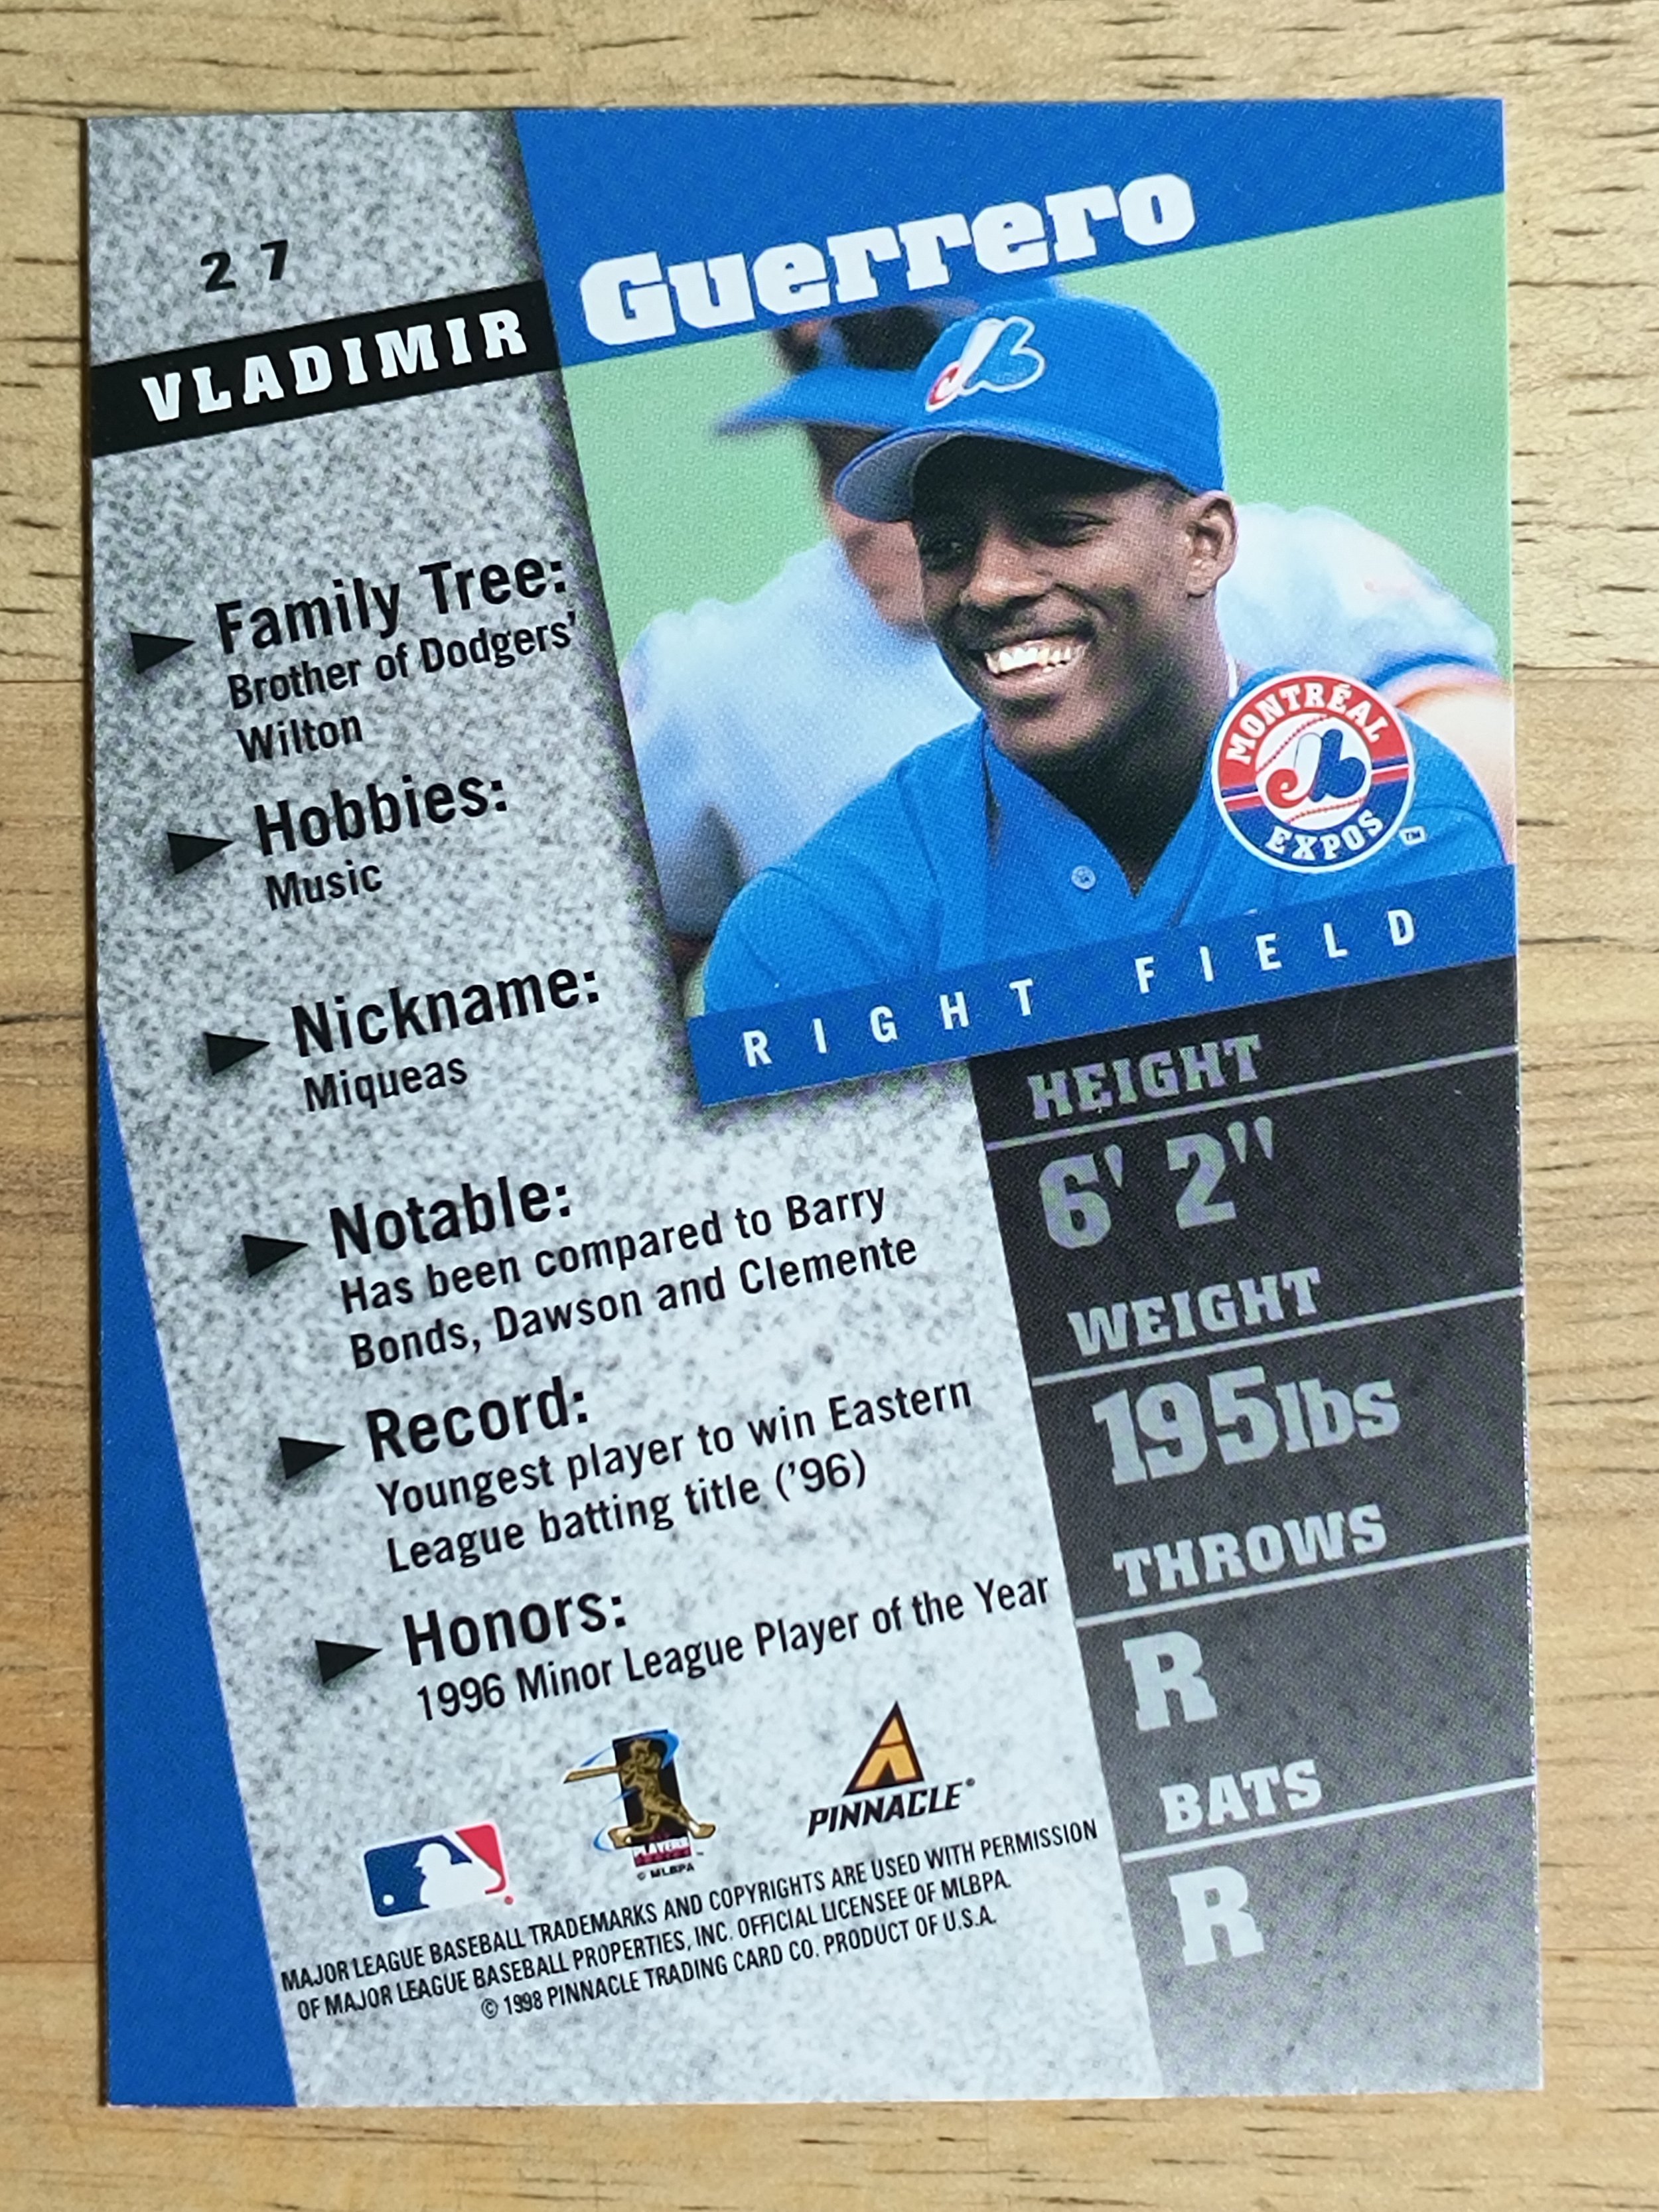 27
VLADIMIR
Guerrero
MONTRÉAL
EXPOS
TM
RIGHT FIELD
Family Tree:
Brother of Dodgers'
Wilton
Hobbies:
Music
Nickname:
Miqueas
Notable:
Has been compared to Barry
Bonds, Dawson and Clemente
Record:
Youngest player to win Eastern
League batting title ('96)
Honors:
1996 Minor League Player of the Year
HEIGHT
6' 2"
WEIGHT
195lbs
THROWS
R
BATS
R
PLAYERS
© MLBPA
PINNACLE®
MAJOR LEAGUE BASEBALL TRADEMARKS AND COPYRIGHTS ARE USED WITH PERMISSION
OF MAJOR LEAGUE BASEBALL PROPERTIES, INC. OFFICIAL LICENSEE OF MLBPA.
© 1998 PINNACLE TRADING CARD CO. PRODUCT OF U.S.A.